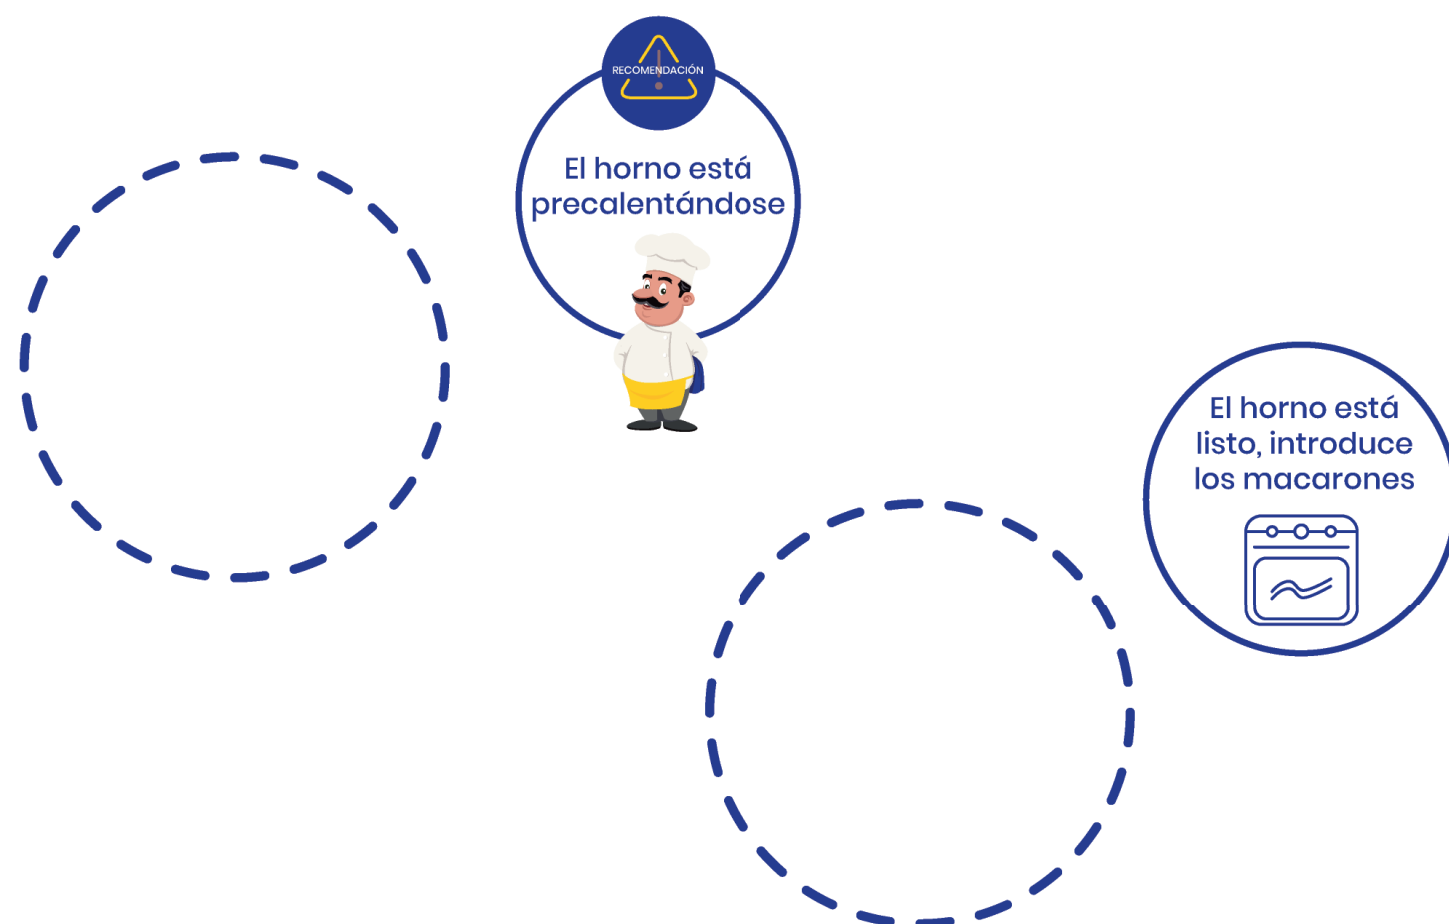 RECOMENDACIÓN
El horno está
precalentándose
El horno está
listo, introduce
los macarones